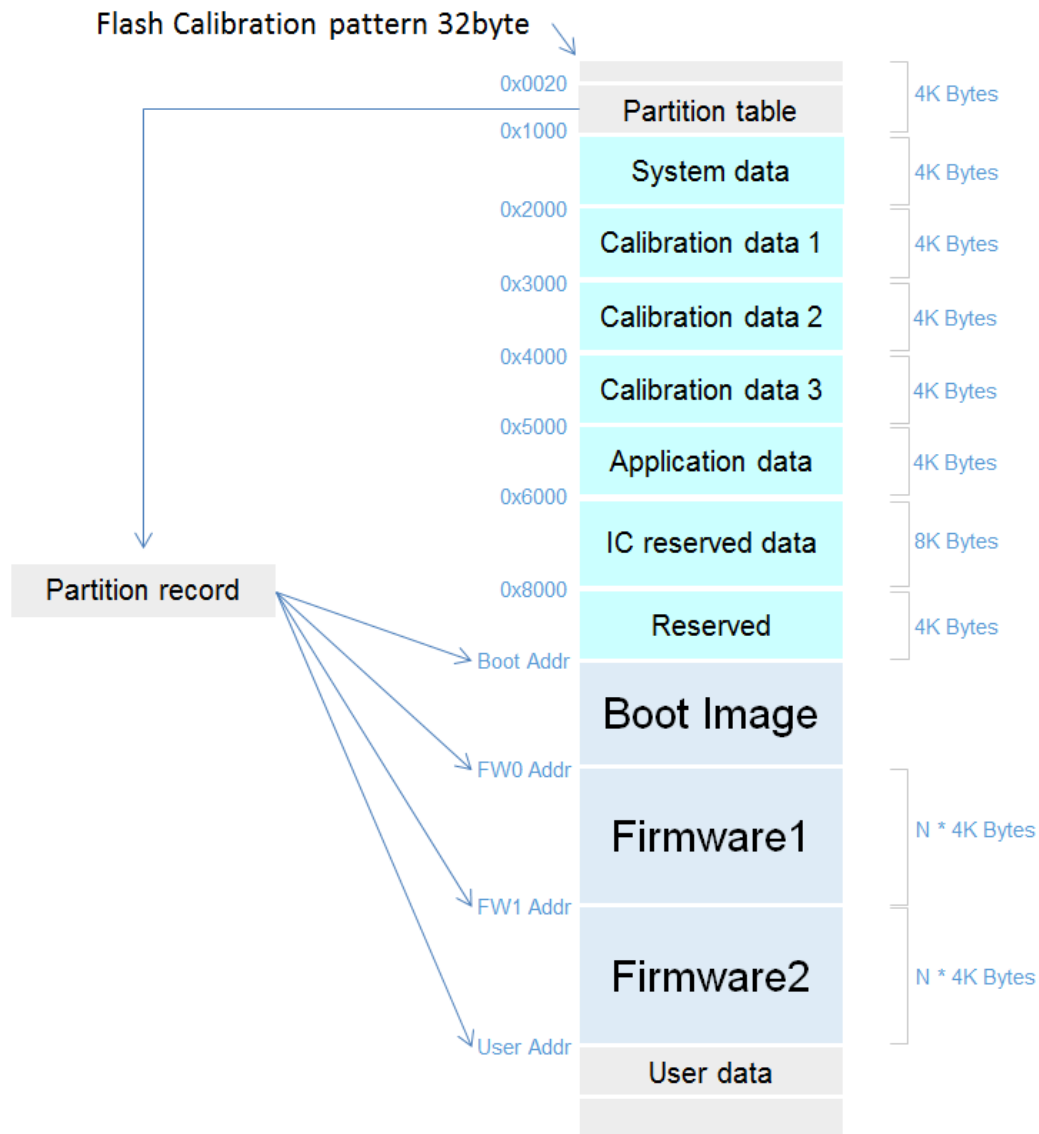 Flash Calibration pattern 32byte
0x0020
4K Bytes
Partition table
0x1000
System data
4K Bytes
0x2000
Calibration data 1
4K Bytes
0x3000
Calibration data 2
4K Bytes
0x4000
Calibration data 3
4K Bytes
0x5000
Application data
4K Bytes
0x6000
IC reserved data
8K Bytes
Partition record
0x8000
Reserved
4K Bytes
Boot Addr
Boot Image
FW0 Addr
Firmware1
N * 4K Bytes
FW1 Addr
Firmware2
N * 4K Bytes
User Addr
User data